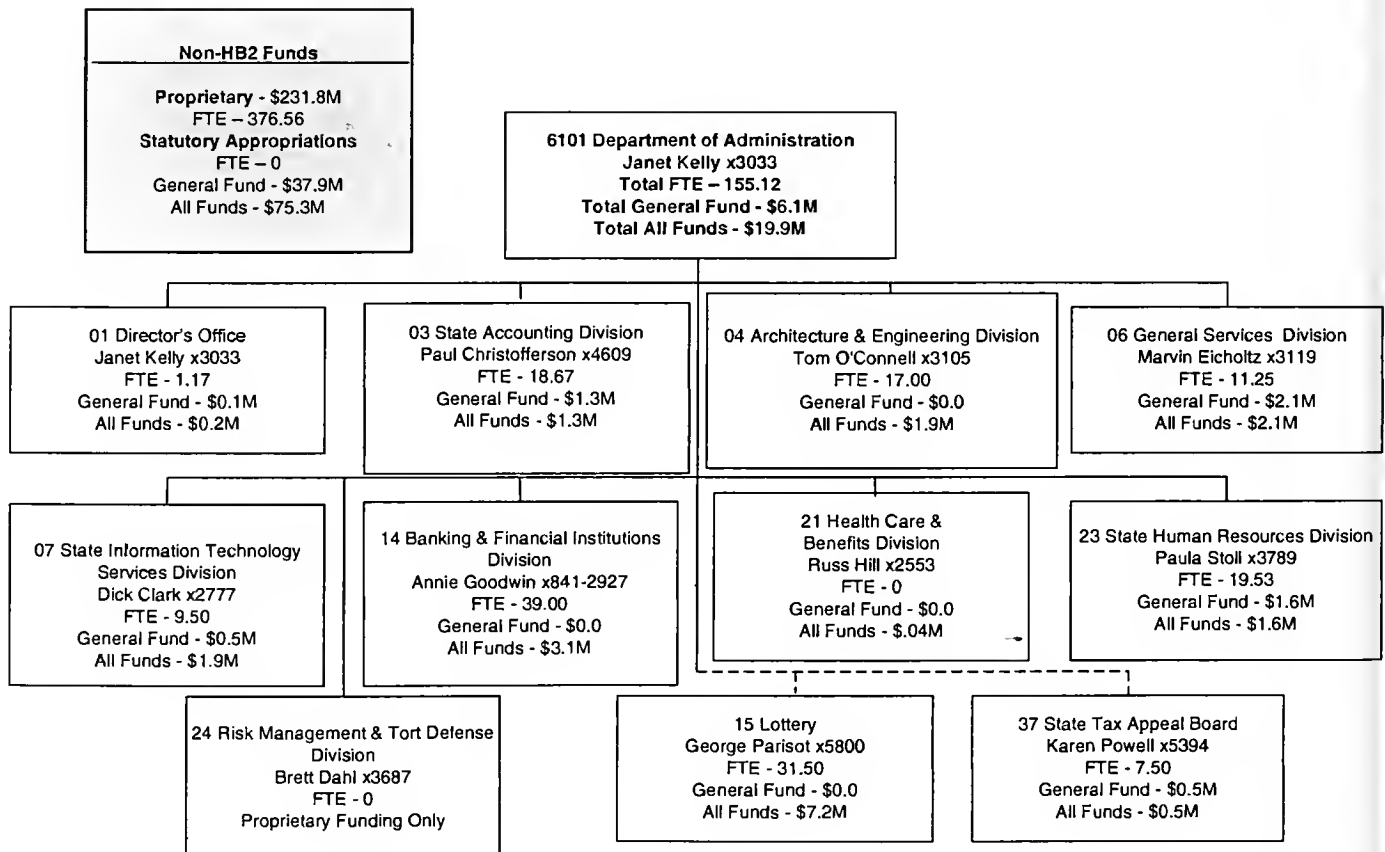 Non-HB2 Funds
Proprietary - $231.8M
FTE – 376.56
Statutory Appropriations
FTE – 0
General Fund - $37.9M
All Funds - $75.3M
6101 Department of Administration
Janet Kelly x3033
Total FTE – 155.12
Total General Fund - $6.1M
Total All Funds - $19.9M
01 Director's Office
Janet Kelly x3033
FTE - 1.17
General Fund - $0.1M
All Funds - $0.2M
03 State Accounting Division
Paul Christofferson x4609
FTE - 18.67
General Fund - $1.3M
All Funds - $1.3M
04 Architecture & Engineering Division
Tom O'Connell x3105
FTE - 17.00
General Fund - $0.0
All Funds - $1.9M
06 General Services Division
Marvin Eicholtz x3119
FTE - 11.25
General Fund - $2.1M
All Funds - $2.1M
07 State Information Technology
Services Division
Dick Clark x2777
FTE - 9.50
General Fund - $0.5M
All Funds - $1.9M
14 Banking & Financial Institutions
Division
Annie Goodwin x841-2927
FTE - 39.00
General Fund - $0.0
All Funds - $3.1M
21 Health Care &
Benefits Division
Russ Hill x2553
FTE - 0
General Fund - $0.0
All Funds - $.04M
23 State Human Resources Division
Paula Stoll x3789
FTE - 19.53
General Fund - $1.6M
All Funds - $1.6M
24 Risk Management & Tort Defense
Division
Brett Dahl x3687
FTE - 0
Proprietary Funding Only
15 Lottery
George Parisot x5800
FTE - 31.50
General Fund - $0.0
All Funds - $7.2M
37 State Tax Appeal Board
Karen Powell x5394
FTE - 7.50
General Fund - $0.5M
All Funds - $0.5M